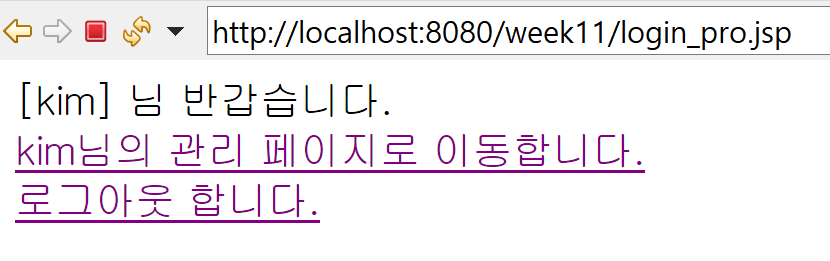 http://localhost:8080/week11/login_pro.jsp
[kim] 님 반갑습니다.
kim님의 관리 페이지로 이동합니다.
로그아웃 합니다.